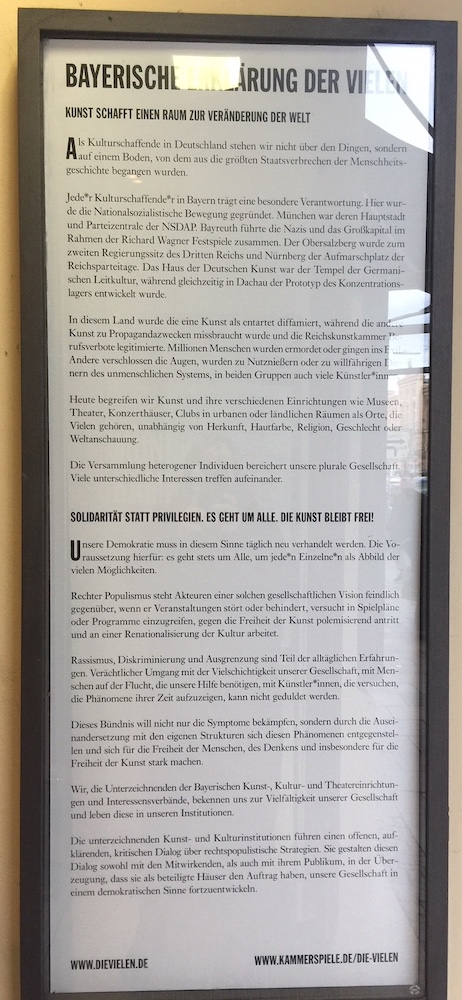 BAYERISCHE ERKLÄRUNG DER VIELEN
KUNST SCHAFFT EINEN RAUM ZUR VERÄNDERUNG DER WELT
Als Kulturschaffende in Deutschland stehen wir nicht über den Dingen, sondern
auf einem Boden, von dem aus die größten Staatsverbrechen der Menschheits-
geschichte begangen wurden.
Jede*r Kulturschaffende*r in Bayern trägt eine besondere Verantwortung. Hier wur-
de die Nationalsozialistische Bewegung gegründet. München war deren Hauptstadt
und Parteizentrale der NSDAP. Bayreuth führte die Nazis und das Großkapital im
Rahmen der Richard Wagner Festspiele zusammen. Der Obersalzberg wurde zum
zweiten Regierungssitz des Dritten Reichs und Nürnberg der Aufmarschplatz der
Reichsparteitage. Das Haus der Deutschen Kunst war der Tempel der Germani-
schen Leitkultur, während gleichzeitig in Dachau der Prototyp des Konzentrations-
lagers entwickelt wurde.
In diesem Land wurde die eine Kunst als entartet diffamiert, während die andere
Kunst zu Propagandazwecken missbraucht wurde und die Reichskunstkammer Be-
rufsverbote legitimierte. Millionen Menschen wurden ermordet oder gingen ins
Andere verschlossen die Augen, wurden zu Nutznießern oder zu willfährigen
nern des unmenschlichen Systems, in beiden Gruppen auch viele Künstler*innen.
Heute begreifen wir Kunst und ihre verschiedenen Einrichtungen wie Museen,
Theater, Konzerthäuser, Clubs in urbanen oder ländlichen Räumen als Orte, die
Vielen gehören, unabhängig von Herkunft, Hautfarbe, Religion, Geschlecht oder
Weltanschauung.
Die Versammlung heterogener Individuen bereichert unsere plurale Gesellschaft.
Viele unterschiedliche Interessen treffen aufeinander.
SOLIDARITÄT STATT PRIVILEGIEN. ES GEHT UM ALLE. DIE KUNST BLEIBT FREI!
Unsere Demokratie muss in diesem Sinne täglich neu verhandelt werden. Die Vo-
raussetzung hierfür: es geht stets um Alle, um jede*n Einzelne*n als Abbild der
vielen Möglichkeiten.
Rechter Populismus steht Akteuren einer solchen gesellschaftlichen Vision feindlich
gegenüber, wenn er Veranstaltungen stört oder behindert, versucht in Spielpläne
oder Programme einzugreifen, gegen die Freiheit der Kunst polemisierend antritt
und an einer Renationalisierung der Kultur arbeitet.
Rassismus, Diskriminierung und Ausgrenzung sind Teil der alltäglichen Erfahrun-
gen. Verächtlicher Umgang mit der Vielschichtigkeit unserer Gesellschaft, mit Men-
schen auf der Flucht, die unsere Hilfe benötigen, mit Künstler*innen, die versuchen,
die Phänomene ihrer Zeit aufzuzeigen, kann nicht geduldet werden.
Dieses Bündnis will nicht nur die Symptome bekämpfen, sondern durch die Ausei-
nandersetzung mit den eigenen Strukturen sich diesen Phänomenen entgegenstel-
len und sich für die Freiheit der Menschen, des Denkens und insbesondere für die
Freiheit der Kunst stark machen.
Wir, die Unterzeichnenden der Bayerischen Kunst-, Kultur- und Theatereinrichtun-
gen und Interessensverbände, bekennen uns zur Vielfältigkeit unserer Gesellschaft
und leben diese in unseren Institutionen.
Die unterzeichnenden Kunst- und Kulturinstitutionen führen einen offenen, auf-
klärenden, kritischen Dialog über rechtspopulistische Strategien. Sie gestalten diesen
Dialog sowohl mit den Mitwirkenden, als auch mit ihrem Publikum, in der Über-
zeugung, dass sie als beteiligte Häuser den Auftrag haben, unsere Gesellschaft in
einem demokratischen Sinne fortzuentwickeln.
WWW.DIEVIELEN.DE
WWW.KAMMERSPIELE.DE/DIE-VIELEN